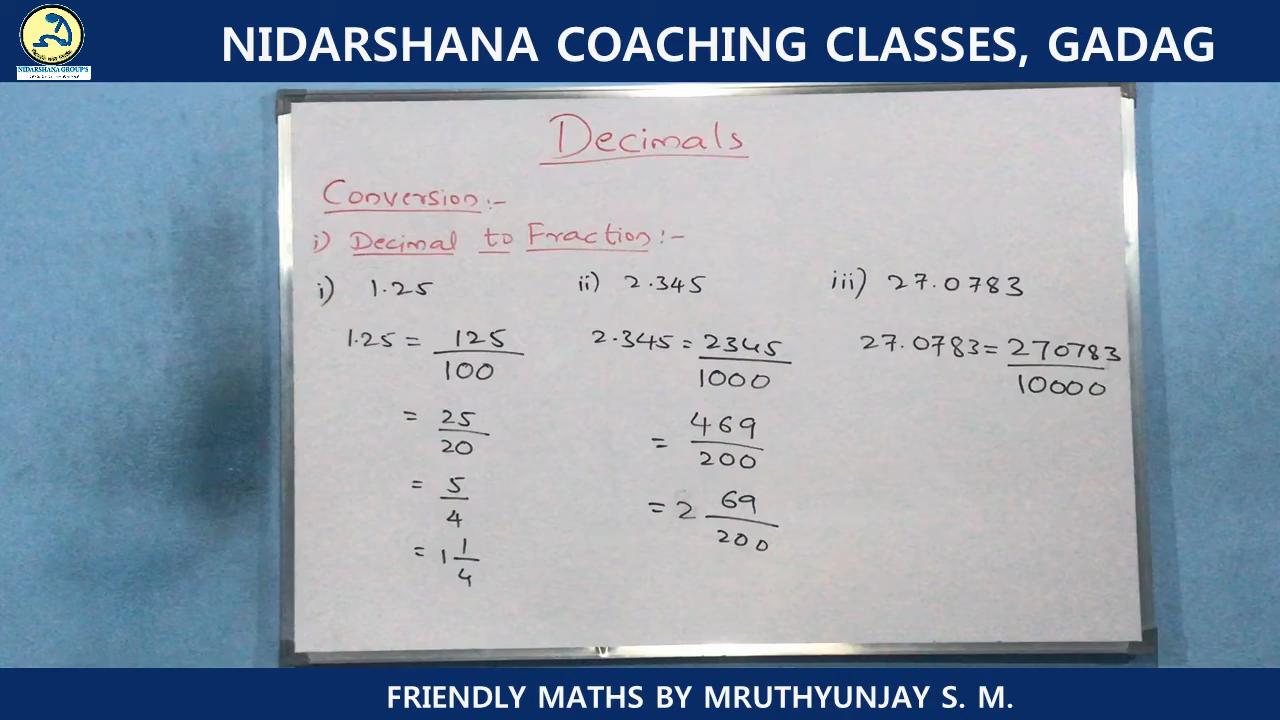 NIDARSHANA COACHING CLASSES, GADAG
NIDARSHANA GROUP'S
Decimals
Conversion:-
i) Decimal to Fraction:-
i) 1.25
1.25 = 125
100
= 25
20
= 5
4
= 1 1
4
ii) 2.345
2.345 = 2345
1000
= 469
200
= 2 69
200
iii) 27.0783
27.0783 = 270783
10000
FRIENDLY MATHS BY MRUTHYUNJAY S. M.